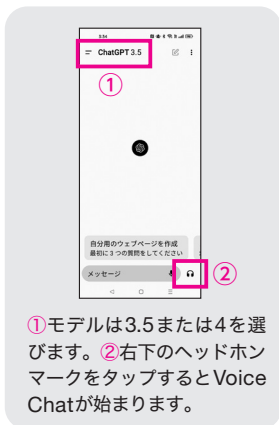 5:54
ChatGPT 3.5
①
自分用のウェブページを作成
最初に3つの質問をしてください
メッセージ
②
①モデルは3.5または4を選
びます。②右下のヘッドホン
マークをタップするとVoice
Chatが始まります。